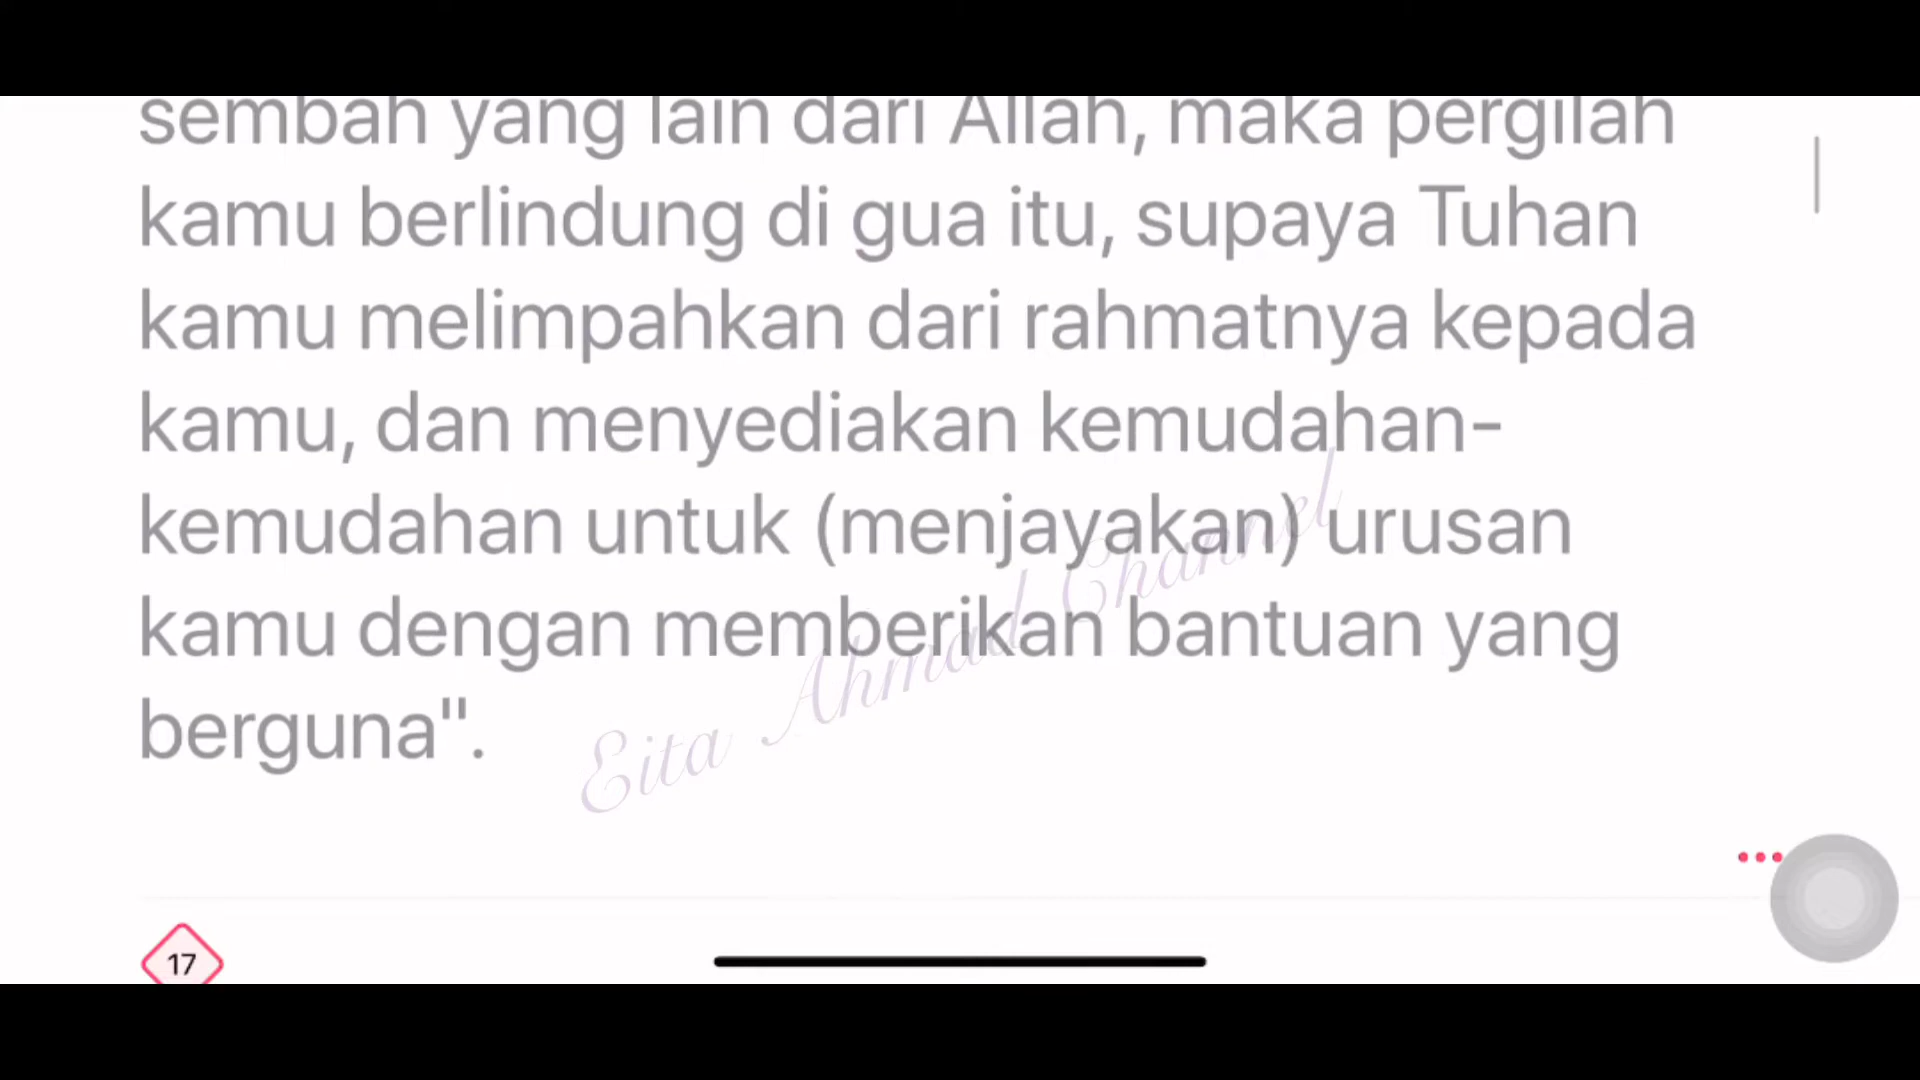 sembah yang lain dari Allah, maka pergilah
kamu berlindung di gua itu, supaya Tuhan
kamu melimpahkan dari rahmatnya kepada
kamu, dan menyediakan kemudahan-
kemudahan untuk (menjayakan) urusan
kamu dengan memberikan bantuan yang
berguna".
Eita Ahmad Channel
17